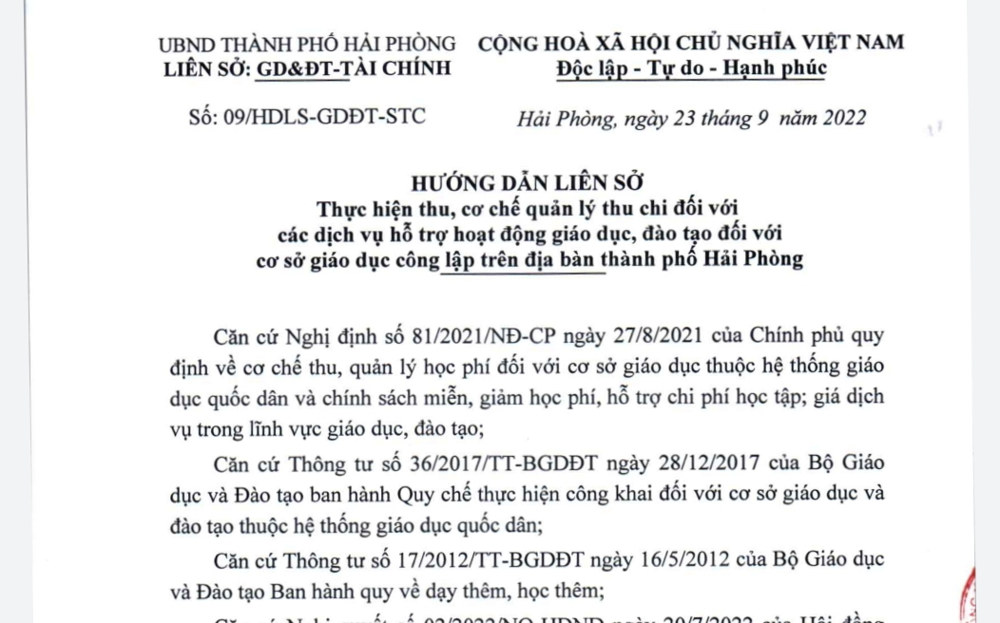 UBND THÀNH PHỐ HẢI PHÒNG
LIÊN SỞ: GD&ĐT-TÀI CHÍNH
CỘNG HOÀ XÃ HỘI CHỦ NGHĨA VIỆT NAM
Độc lập - Tự do - Hạnh phúc
Số: 09/HDLS-GDĐT-STC
Hải Phòng, ngày 23 tháng 9 năm 2022
HƯỚNG DẪN LIÊN SỞ
Thực hiện thu, cơ chế quản lý thu chi đối với
các dịch vụ hỗ trợ hoạt động giáo dục, đào tạo đối với
cơ sở giáo dục công lập trên địa bàn thành phố Hải Phòng
Căn cứ Nghị định số 81/2021/NĐ-CP ngày 27/8/2021 của Chính phủ quy
định về cơ chế thu, quản lý học phí đối với cơ sở giáo dục thuộc hệ thống giáo
dục quốc dân và chính sách miễn, giảm học phí, hỗ trợ chi phí học tập; giá dịch
vụ trong lĩnh vực giáo dục, đào tạo;
Căn cứ Thông tư số 36/2017/TT-BGDĐT ngày 28/12/2017 của Bộ Giáo
dục và Đào tạo ban hành Quy chế thực hiện công khai đối với cơ sở giáo dục và
đào tạo thuộc hệ thống giáo dục quốc dân;
Căn cứ Thông tư số 17/2012/TT-BGDĐT ngày 16/5/2012 của Bộ Giáo dục
và Đào tạo Ban hành quy về dạy thêm, học thêm;